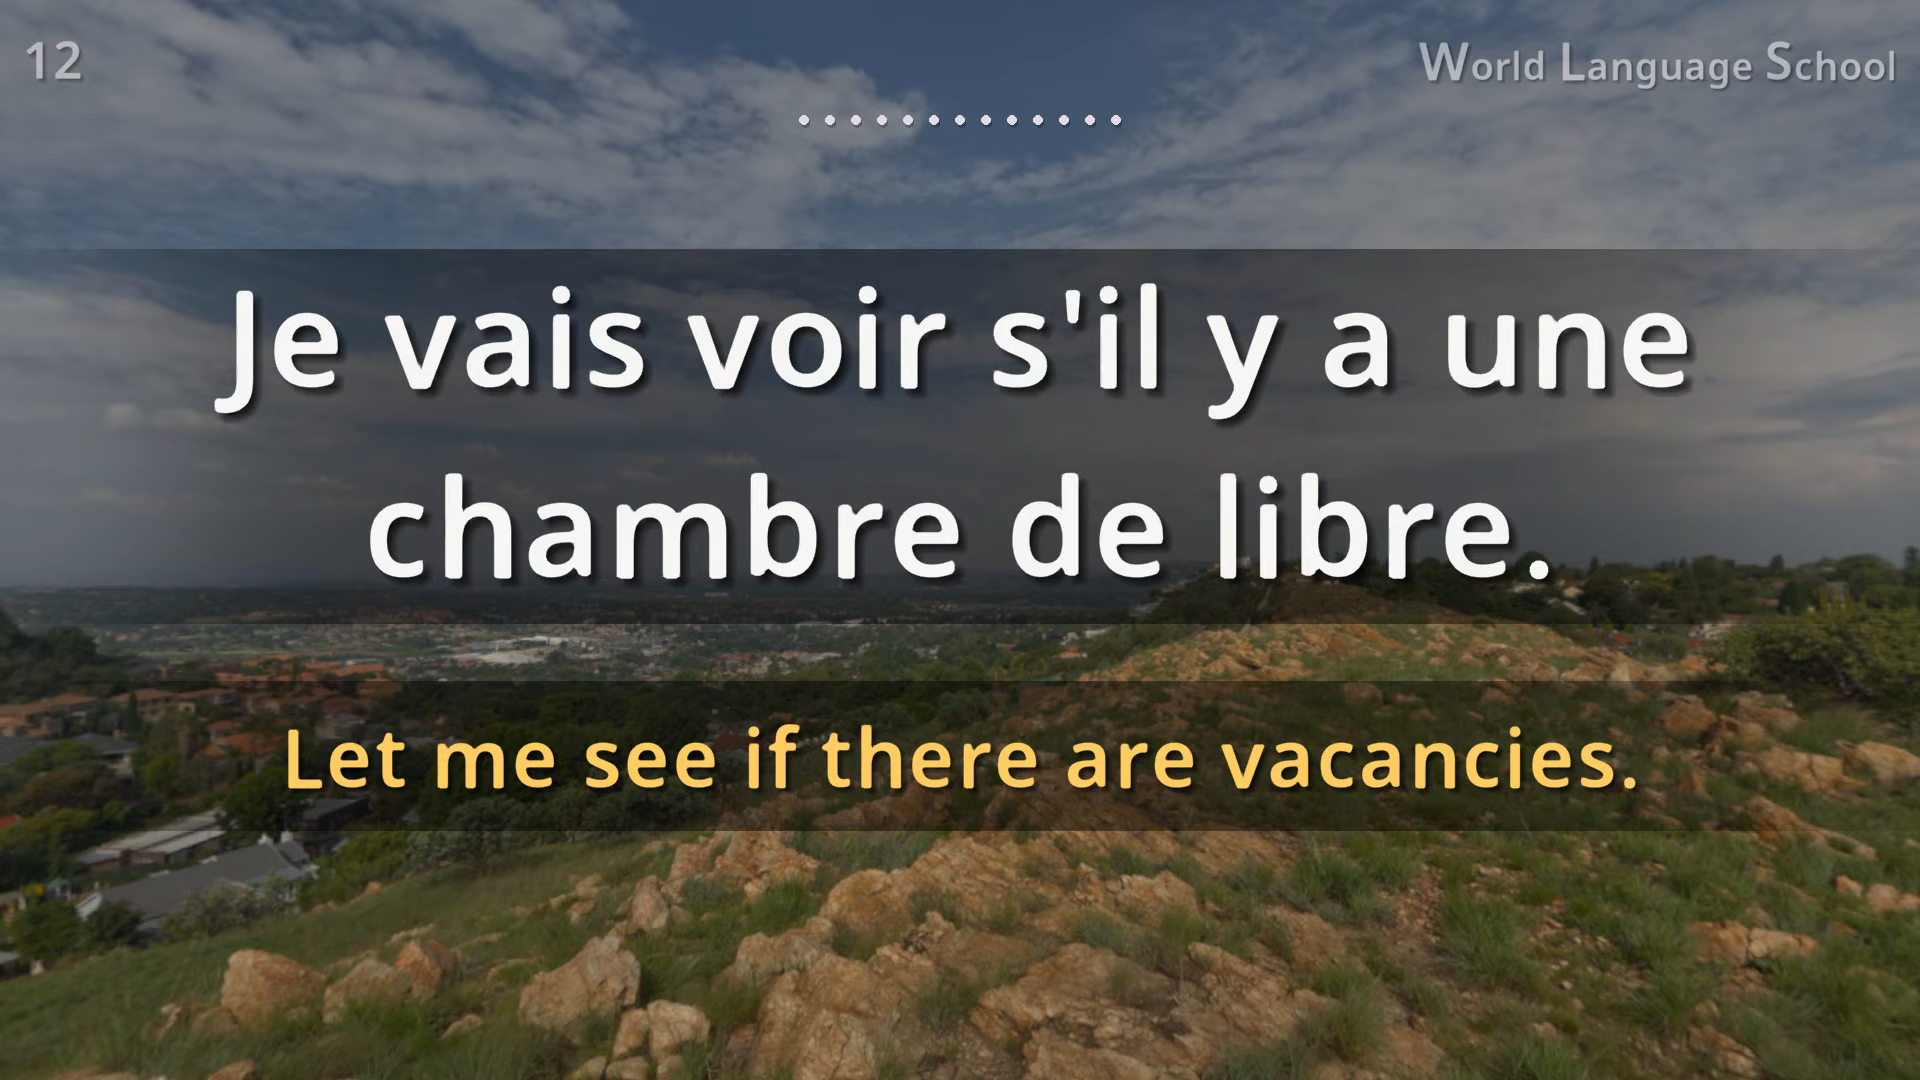 12
World Language School
Je vais voir s'il y a une
chambre de libre.
Let me see if there are vacancies.